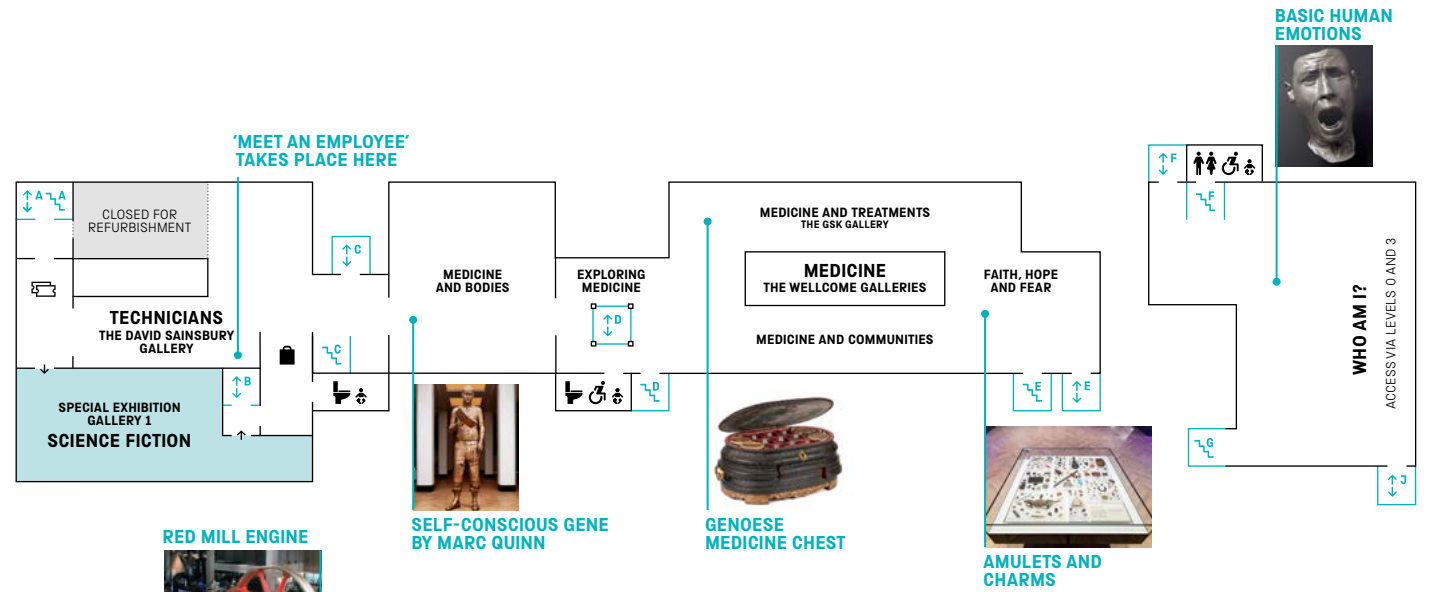 BASIC HUMAN
EMOTIONS
‘MEET AN EMPLOYEE’
TAKES PLACE HERE
A
A
CLOSED FOR
REFURBISHMENT
C
TECHNICIANS
THE DAVID SAINSBURY
GALLERY
C
B
SPECIAL EXHIBITION
GALLERY 1
SCIENCE FICTION
MEDICINE
AND BODIES
EXPLORING
MEDICINE
D
D
MEDICINE AND TREATMENTS
THE GSK GALLERY
MEDICINE
THE WELLCOME GALLERIES
MEDICINE AND COMMUNITIES
FAITH, HOPE
AND FEAR
E
E
F
F
WHO AM I?
ACCESS VIA LEVELS 0 AND 3
G
J
RED MILL ENGINE
SELF-CONSCIOUS GENE
BY MARC QUINN
GENOESE
MEDICINE CHEST
AMULETS AND
CHARMS